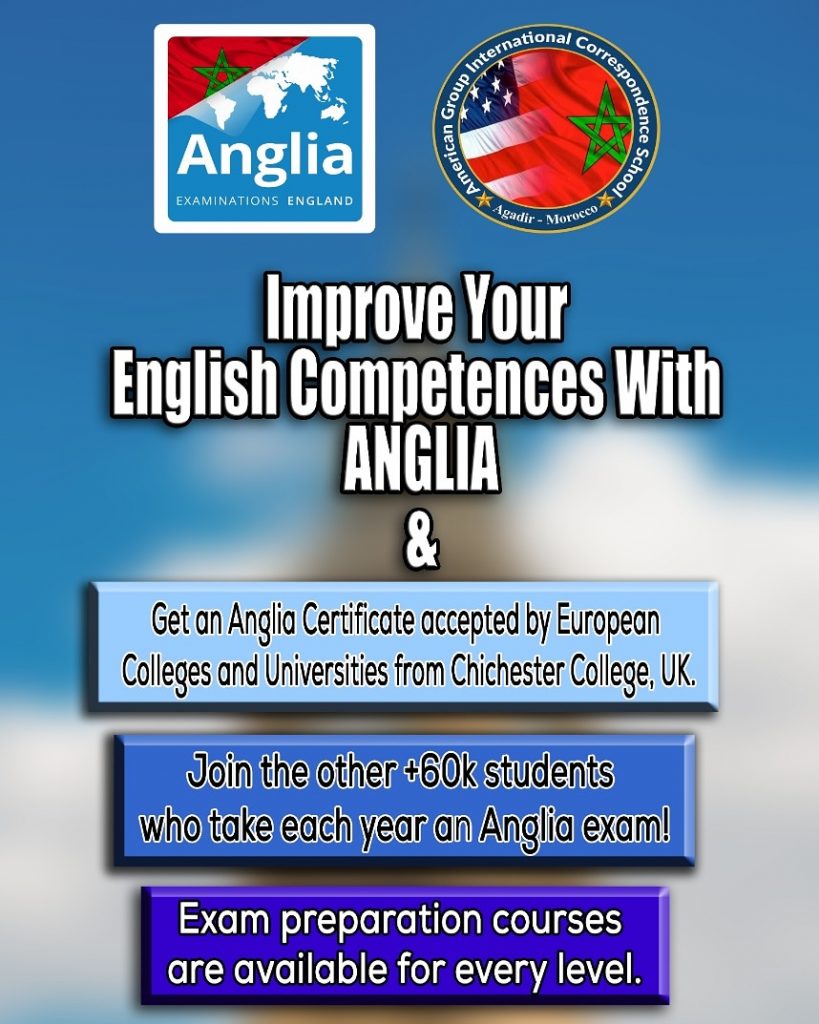 Anglia
EXAMINATIONS ENGLAND
American Group International Correspondence School
Agadir - Morocco
Improve Your
English Competences With
ANGLIA
&
Get an Anglia Certificate accepted by European
Colleges and Universities from Chichester College, UK.
Join the other +60k students
who take each year an Anglia exam!
Exam preparation courses
are available for every level.